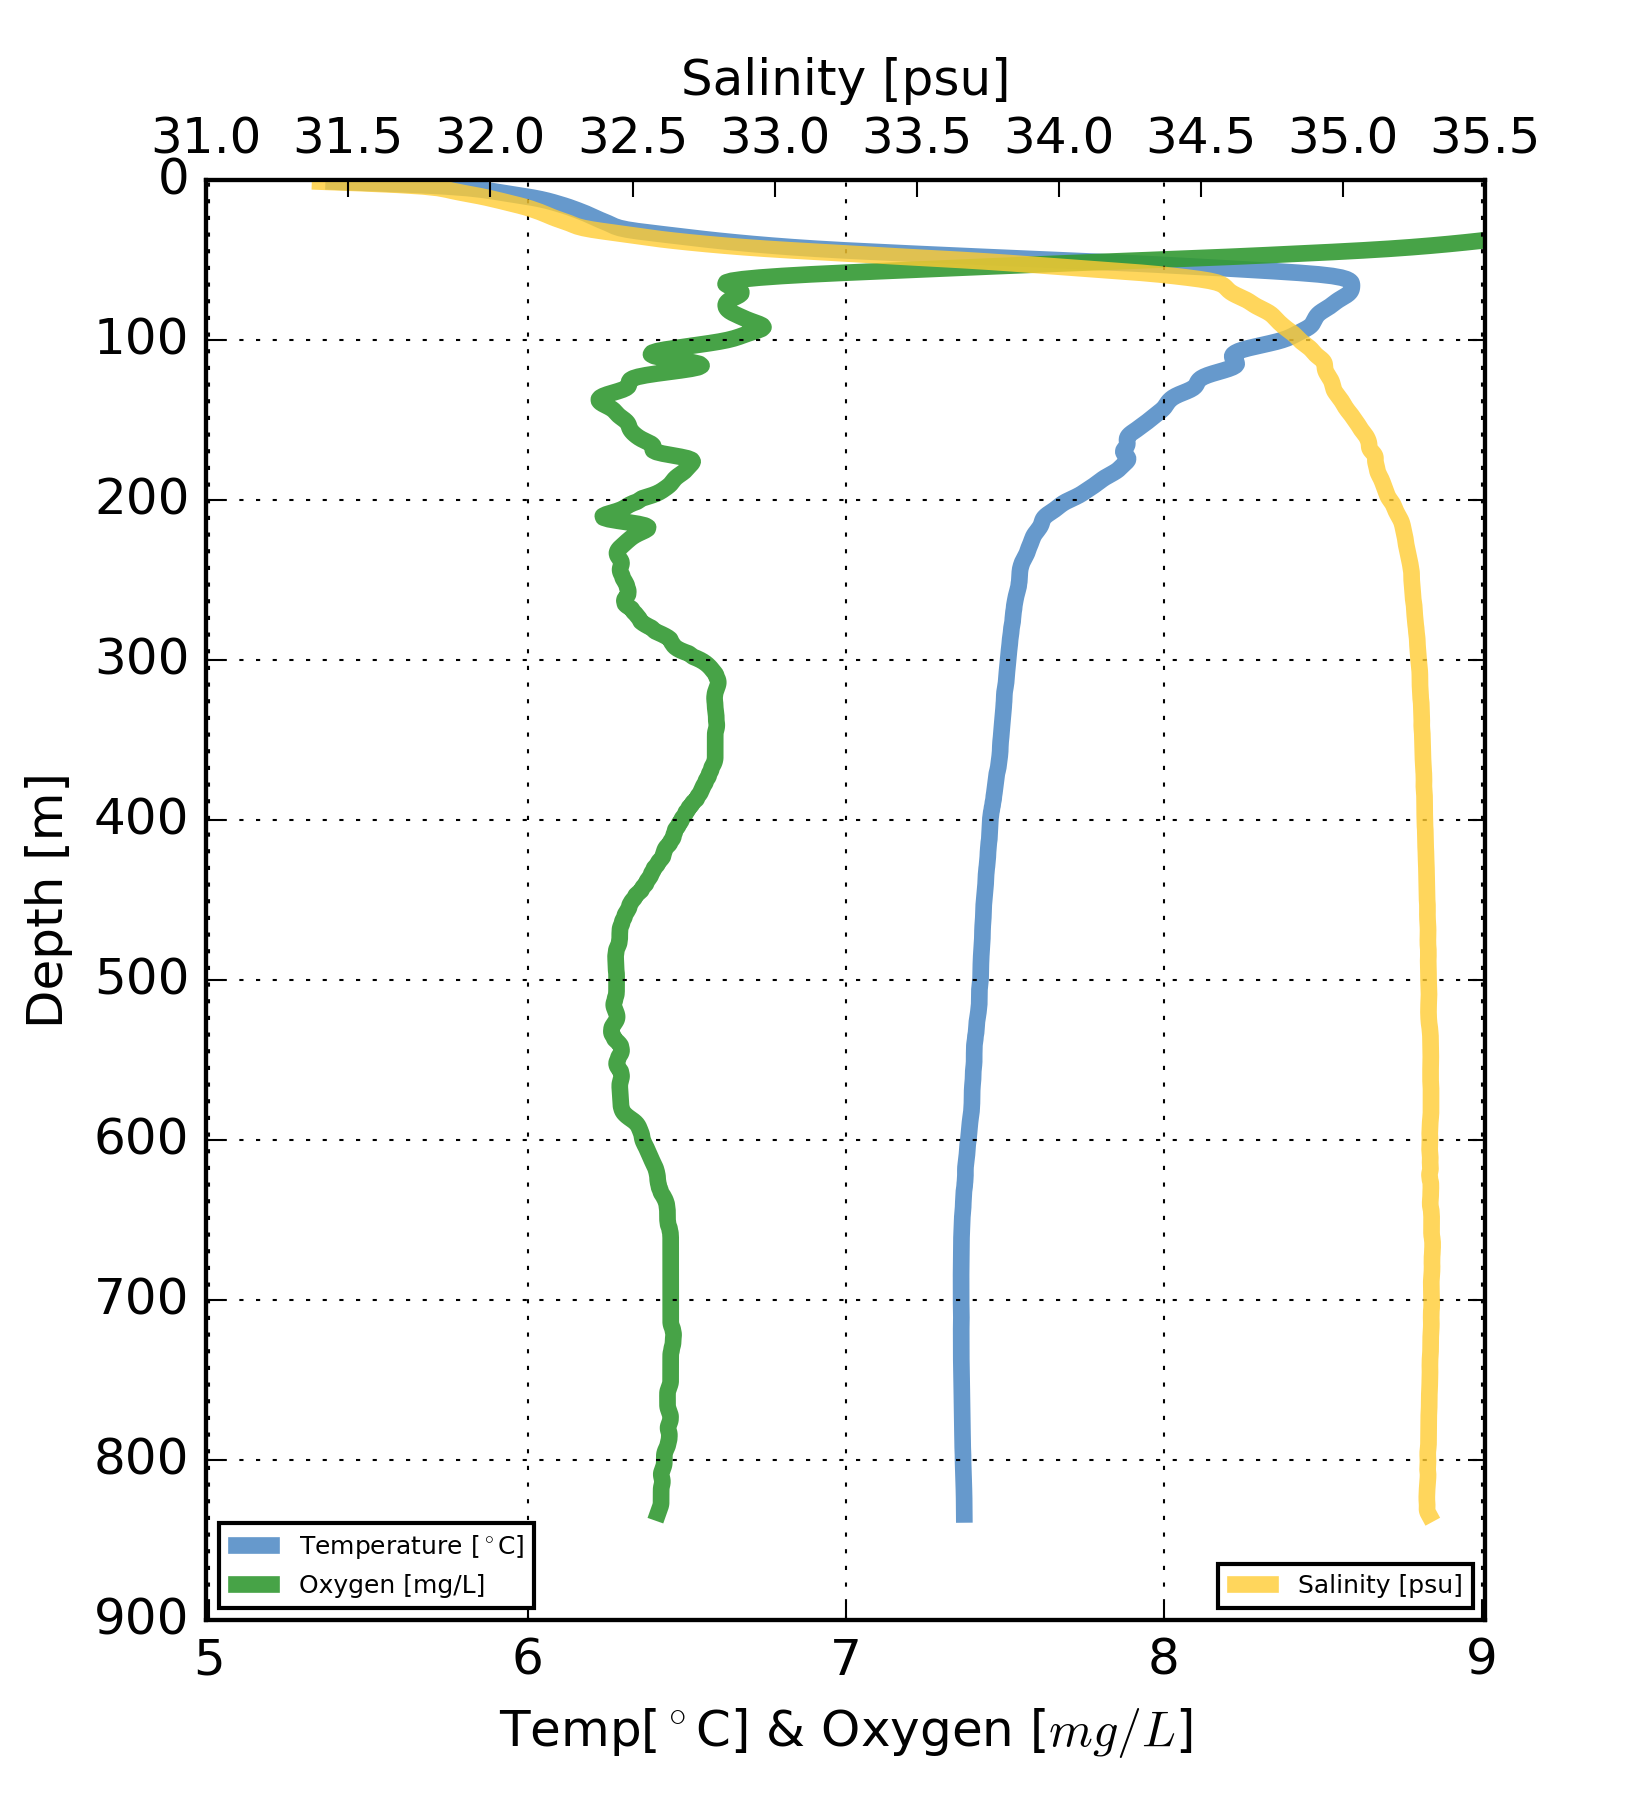 Salinity [psu]
31.0 31.5 32.0 32.5 33.0 33.5 34.0 34.5 35.0 35.5
0
100
200
300
400
500
600
700
800
900
Depth [m]
Temperature [°C]
Oxygen [mg/L]
Salinity [psu]
5 6 7 8 9
Temp[°C] & Oxygen [mg/L]